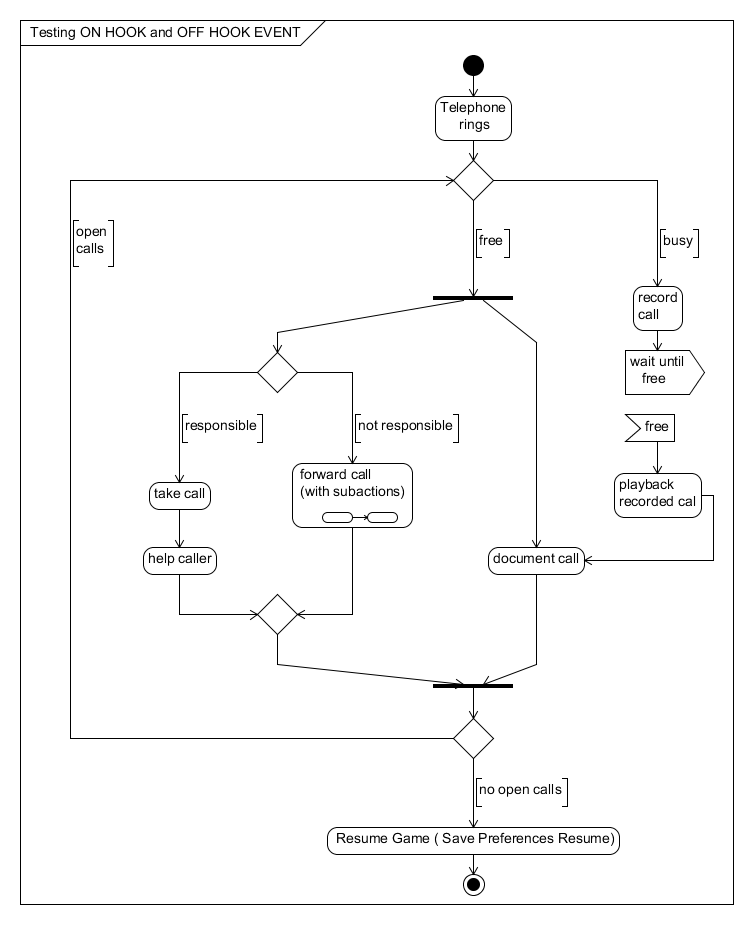 Testing ON HOOK and OFF HOOK EVENT
Telephone
rings
open
calls
free
busy
record
call
wait until
free
responsible
not responsible
free
forward call
(with subactions)
take call
playback
recorded cal
help caller
document call
no open calls
Resume Game ( Save Preferences Resume)